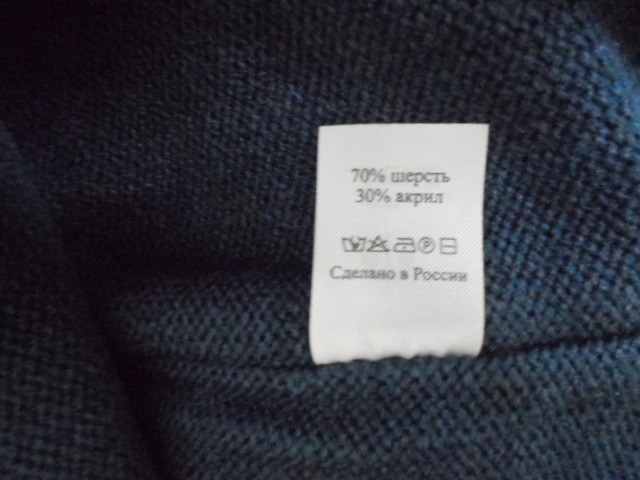 70% шерсть
30% акрил
P
Сделано в России